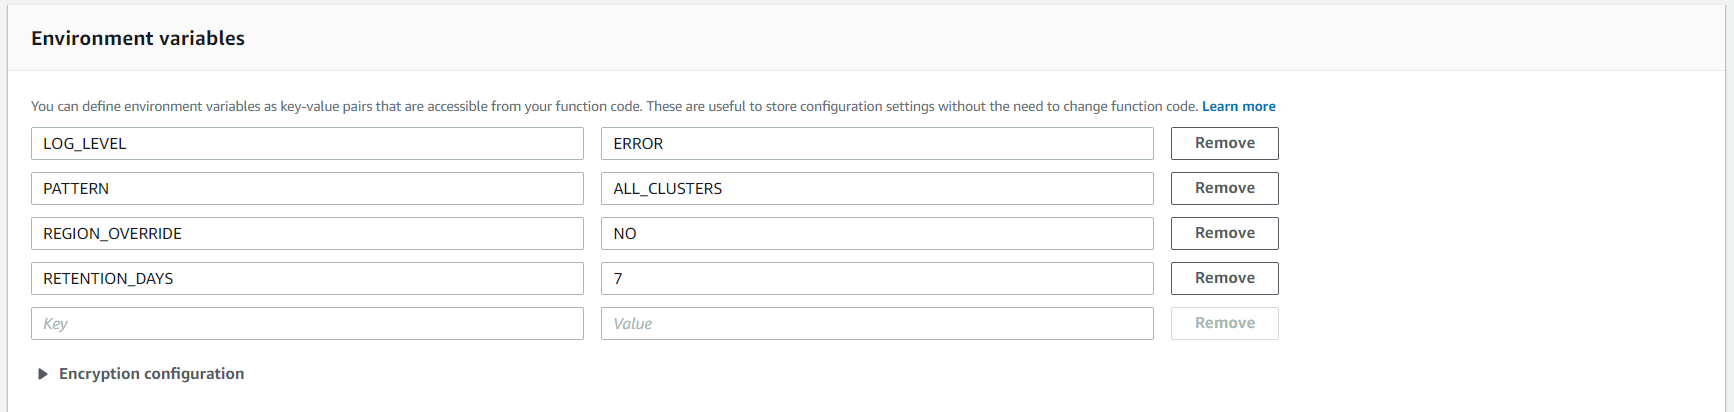 Environment variables
You can define environment variables as key-value pairs that are accessible from your function code. These are useful to store configuration settings without the need to change function code. Learn more
LOG_LEVEL ERROR Remove
PATTERN ALL_CLUSTERS Remove
REGION_OVERRIDE NO Remove
RETENTION_DAYS 7 Remove
Key Value Remove
Encryption configuration